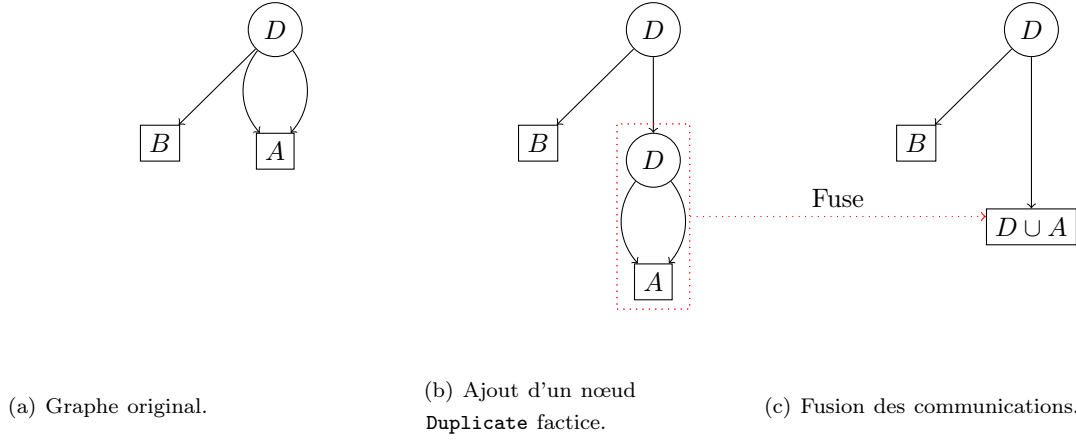 D
D
D
B
A
B
B
D
Fuse
D ∪ A
A
(a) Graphe original.
(b) Ajout d'un nœud
Duplicate factice.
(c) Fusion des communications.